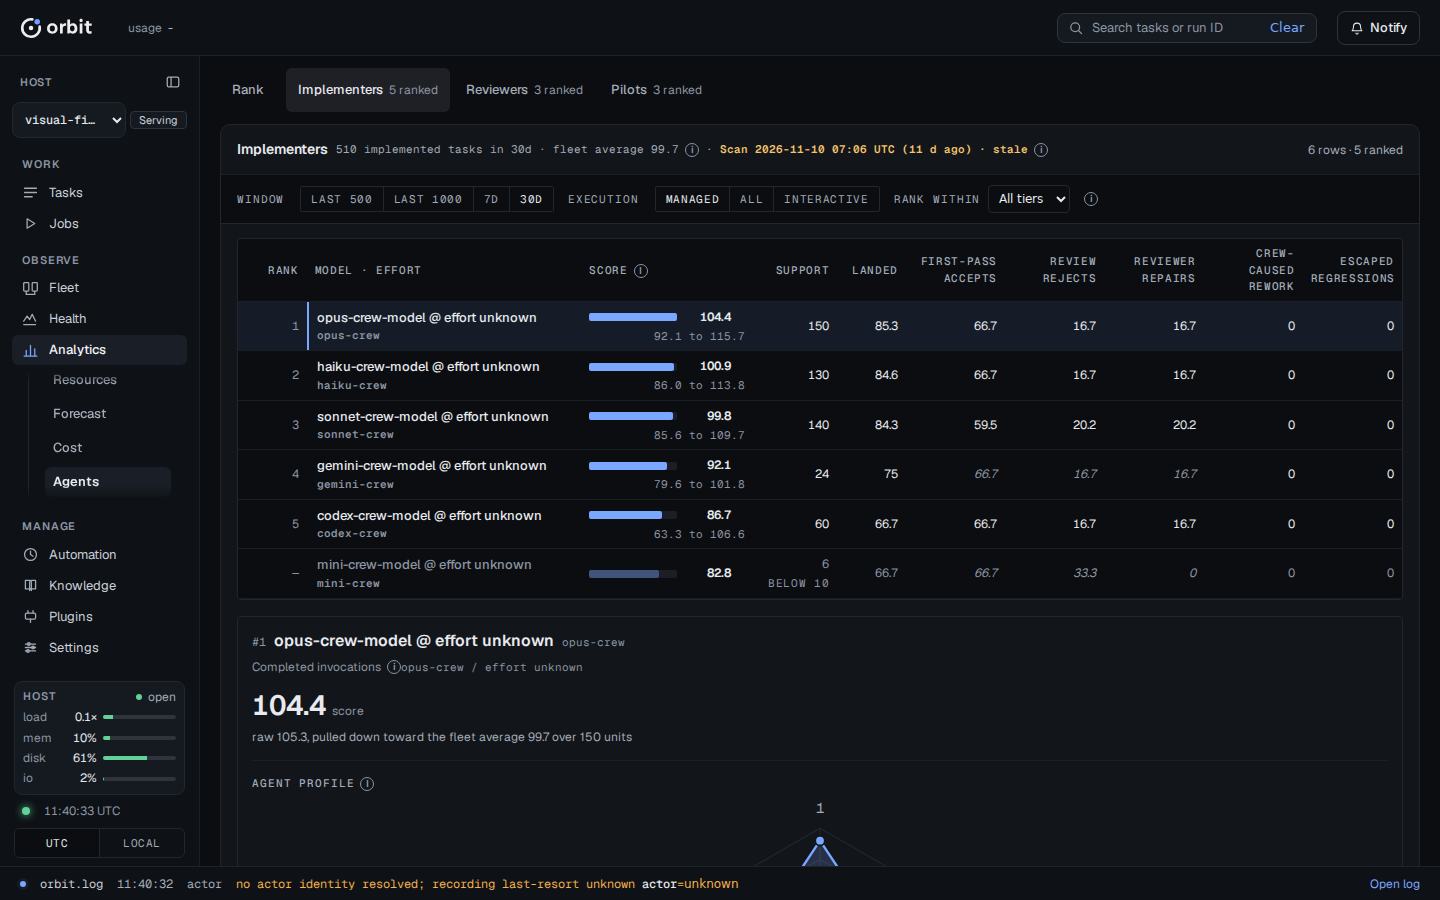 orbit
usage -
Search tasks or run ID
Clear
Notify
HOST
visual-fi…
Serving
WORK
Tasks
Jobs
OBSERVE
Fleet
Health
Analytics
Resources
Forecast
Cost
Agents
MANAGE
Automation
Knowledge
Plugins
Settings
HOST open
load 0.1×
mem 10%
disk 61%
io 2%
11:40:33 UTC
UTC LOCAL
Rank
Implementers 5 ranked
Reviewers 3 ranked
Pilots 3 ranked
Implementers 510 implemented tasks in 30d · fleet average 99.7 · Scan 2026-11-10 07:06 UTC (11 d ago) · stale
6 rows · 5 ranked
WINDOW LAST 500 LAST 1000 7D 30D EXECUTION MANAGED ALL INTERACTIVE RANK WITHIN All tiers
RANK MODEL · EFFORT SCORE SUPPORT LANDED FIRST-PASS ACCEPTS REVIEW REJECTS REVIEWER REPAIRS CREW-CAUSED REWORK ESCAPED REGRESSIONS
1 opus-crew-model @ effort unknown 104.4 150 85.3 66.7 16.7 16.7 0 0
opus-crew 92.1 to 115.7
2 haiku-crew-model @ effort unknown 100.9 130 84.6 66.7 16.7 16.7 0 0
haiku-crew 86.0 to 113.8
3 sonnet-crew-model @ effort unknown 99.8 140 84.3 59.5 20.2 20.2 0 0
sonnet-crew 85.6 to 109.7
4 gemini-crew-model @ effort unknown 92.1 24 75 66.7 16.7 16.7 0 0
gemini-crew 79.6 to 101.8
5 codex-crew-model @ effort unknown 86.7 60 66.7 66.7 16.7 16.7 0 0
codex-crew 63.3 to 106.6
– mini-crew-model @ effort unknown 82.8 6 66.7 66.7 33.3 0 0 0
mini-crew BELOW 10
#1 opus-crew-model @ effort unknown opus-crew
Completed invocations opus-crew / effort unknown
104.4 score
raw 105.3, pulled down toward the fleet average 99.7 over 150 units
AGENT PROFILE
1
orbit.log 11:40:32 actor no actor identity resolved; recording last-resort unknown actor=unknown
Open log